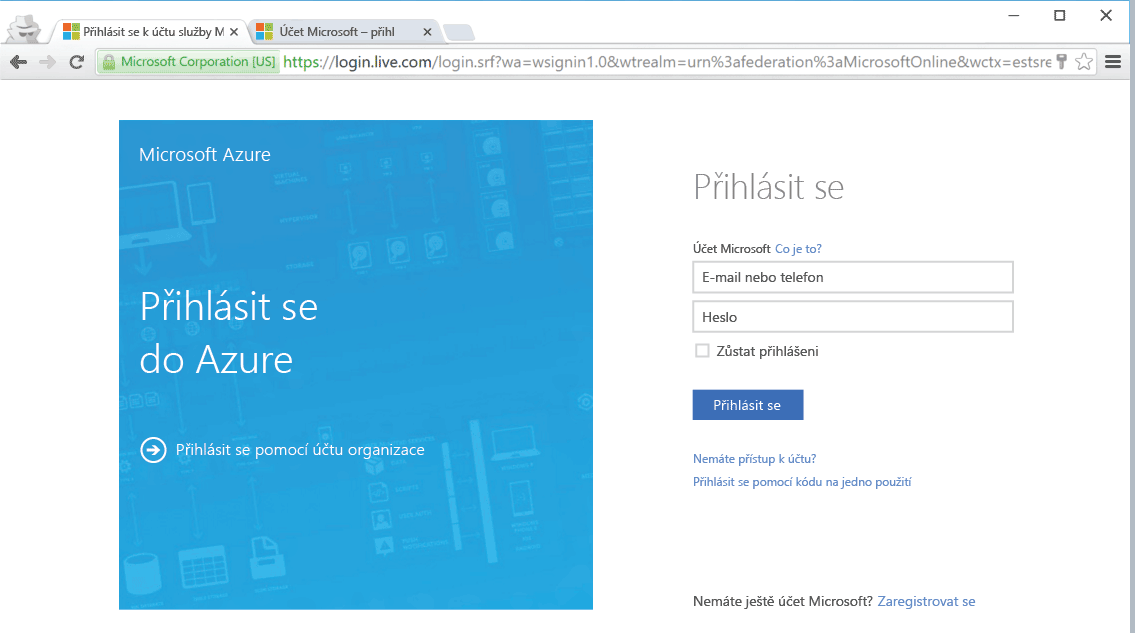 Přihlásit se k účtu služby M
Účet Microsoft – přihl
Microsoft Corporation [US] https://login.live.com/login.srf?wa=wsignin1.0&wtrealm=urn%3afederation%3aMicrosoftOnline&wctx=estsre
Microsoft Azure
Přihlásit se
do Azure
Přihlásit se pomocí účtu organizace
Přihlásit se
Účet Microsoft Co je to?
E-mail nebo telefon
Heslo
Zůstat přihlášeni
Přihlásit se
Nemáte přístup k účtu?
Přihlásit se pomocí kódu na jedno použití
Nemáte ještě účet Microsoft? Zaregistrovat se